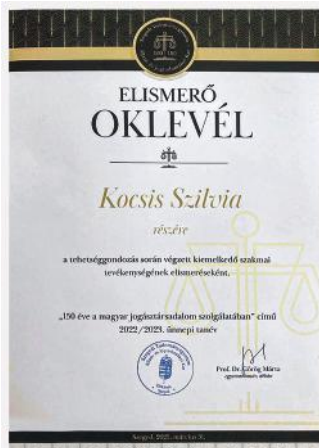 ELISMERŐ
OKLEVÉL
Kocsis Szilvia
részére
a tehetséggondozás során végzett kiemelkedő szakmai
tevékenységének elismeréseként.
„150 éve a magyar jogásztársadalom szolgálatában” című
2022/2023. ünnepi tanév
Prof. Dr. Görög Márta